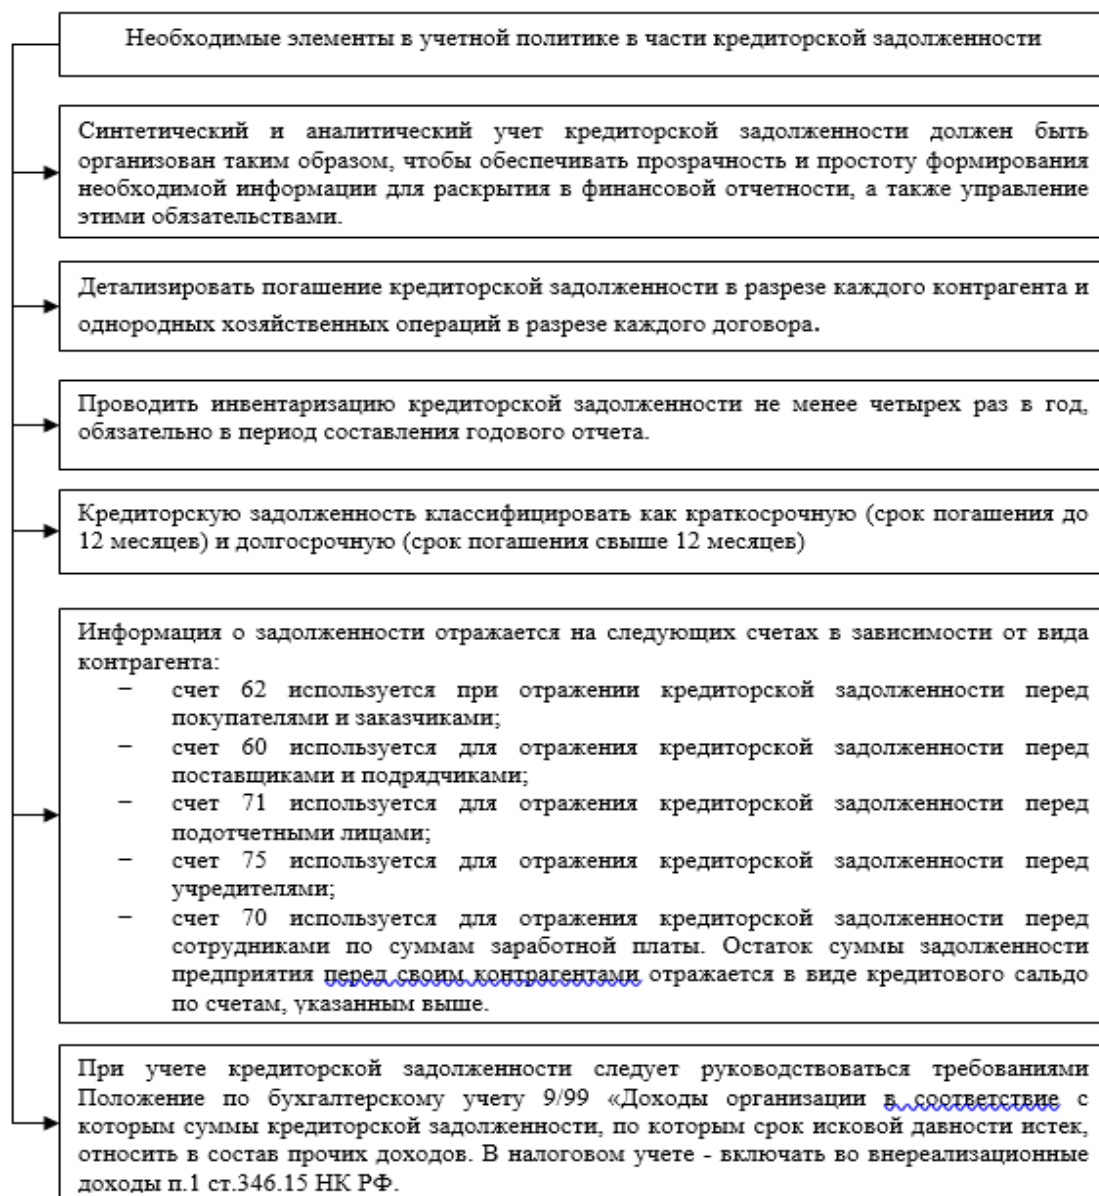 Необходимые элементы в учетной политике в части кредиторской задолженности
Синтетический и аналитический учет кредиторской задолженности должен быть
организован таким образом, чтобы обеспечивать прозрачность и простоту формирования
необходимой информации для раскрытия в финансовой отчетности, а также управление
этими обязательствами.
Детализировать погашение кредиторской задолженности в разрезе каждого контрагента и
однородных хозяйственных операций в разрезе каждого договора.
Проводить инвентаризацию кредиторской задолженности не менее четырех раз в год,
обязательно в период составления годового отчета.
Кредиторскую задолженность классифицировать как краткосрочную (срок погашения до
12 месяцев) и долгосрочную (срок погашения свыше 12 месяцев)
Информация о задолженности отражается на следующих счетах в зависимости от вида
контрагента:
− счет 62 используется при отражении кредиторской задолженности перед
покупателями и заказчиками;
− счет 60 используется для отражения кредиторской задолженности перед
поставщиками и подрядчиками;
− счет 71 используется для отражения кредиторской задолженности перед
подотчетными лицами;
− счет 75 используется для отражения кредиторской задолженности перед
учредителями;
− счет 70 используется для отражения кредиторской задолженности перед
сотрудниками по суммам заработной платы. Остаток суммы задолженности
предприятия перед своим контрагентами отражается в виде кредитового сальдо
по счетам, указанным выше.
При учете кредиторской задолженности следует руководствоваться требованиями
Положение по бухгалтерскому учету 9/99 «Доходы организации в соответствие с
которым суммы кредиторской задолженности, по которым срок исковой давности истек,
относить в состав прочих доходов. В налоговом учете - включать во внереализационные
доходы п.1 ст.346.15 НК РФ.